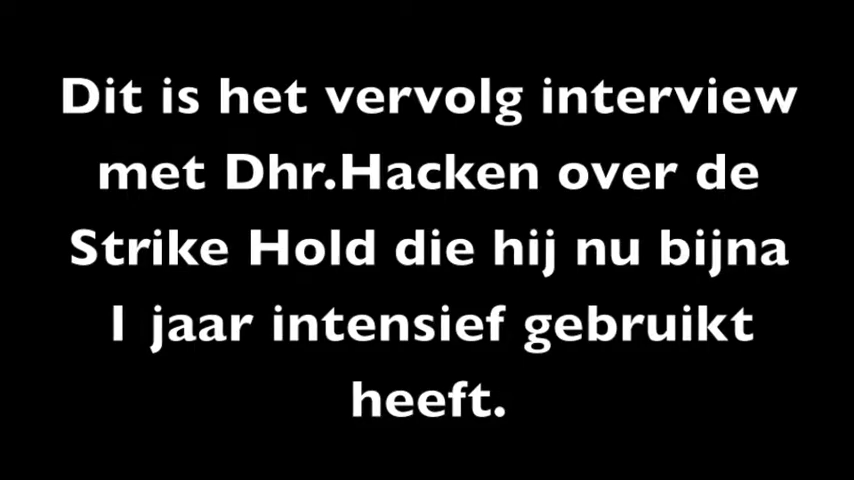 Dit is het vervolg interview
met Dhr.Hacken over de
Strike Hold die hij nu bijna
1 jaar intensief gebruikt
heeft.